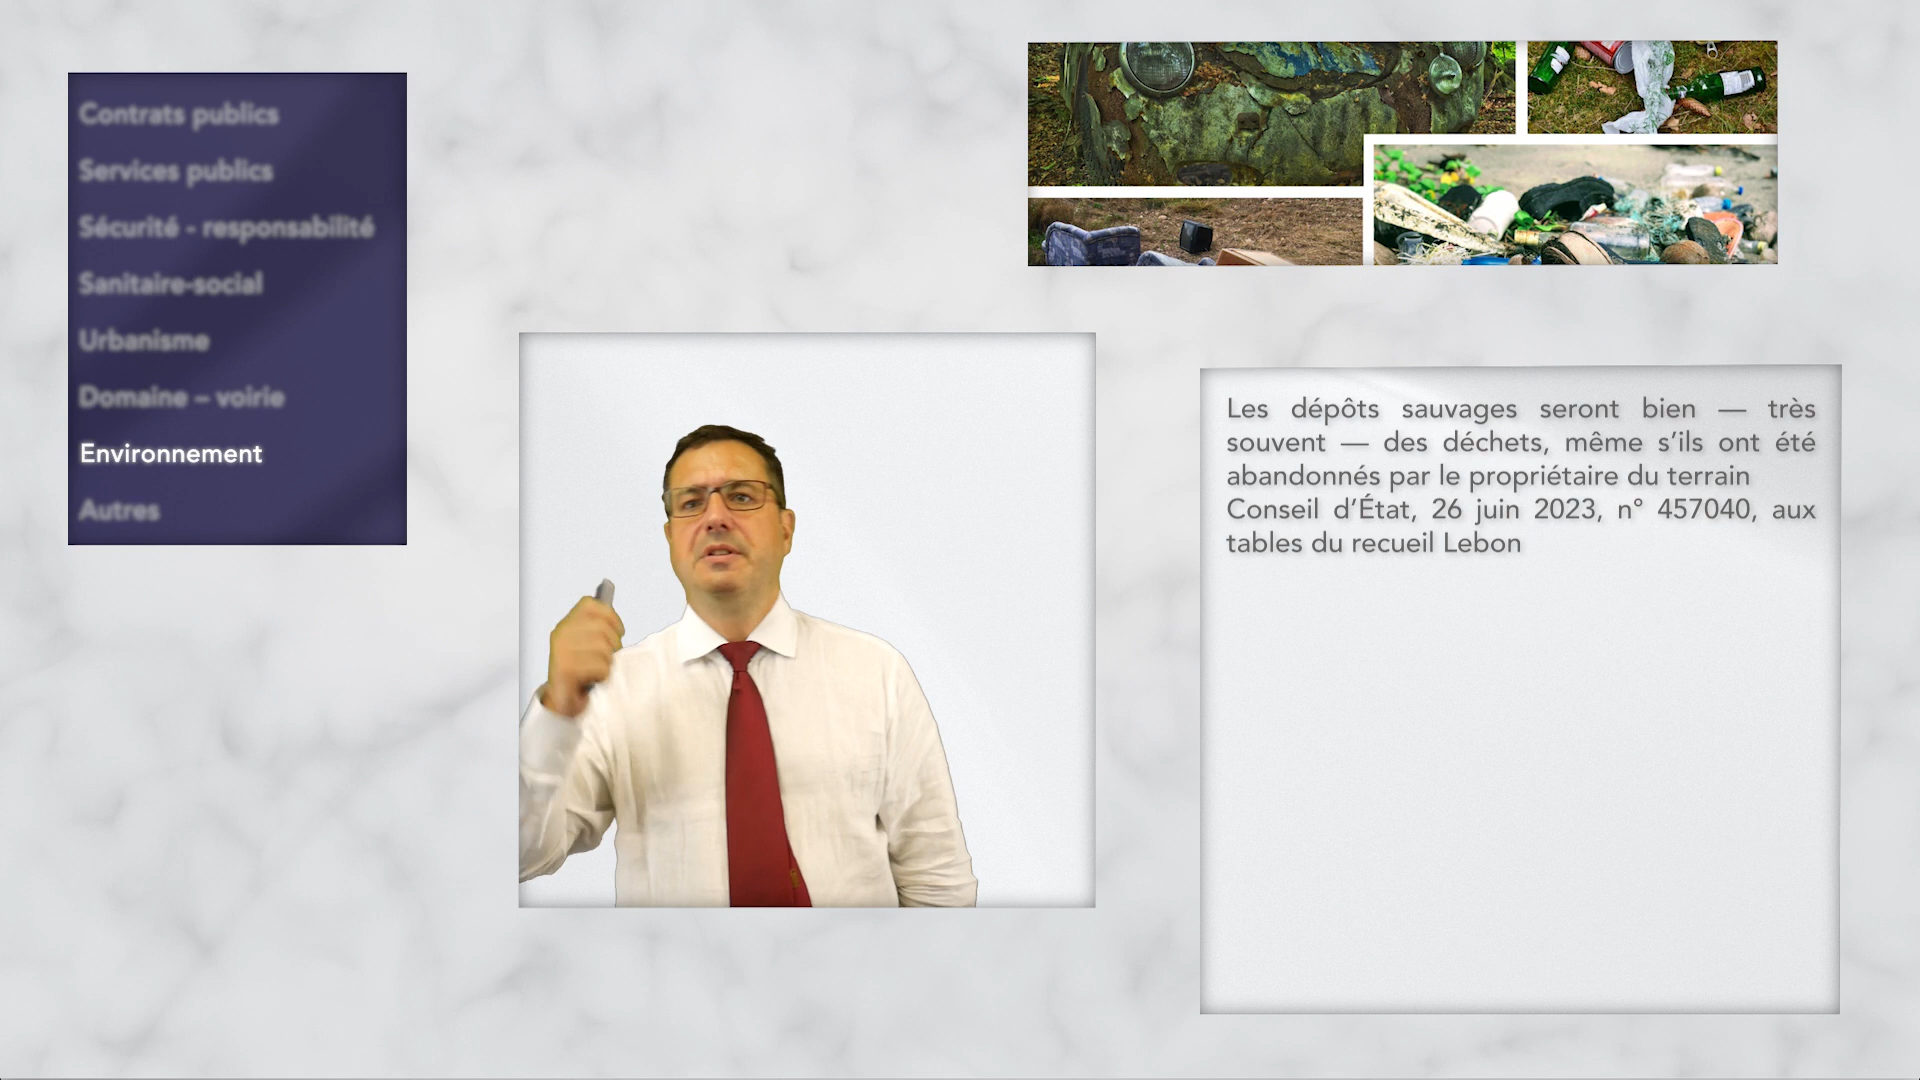 Contrats publics
Services publics
Sécurité - responsabilité
Sanitaire-social
Urbanisme
Domaine – voirie
Environnement
Autres
Les dépôts sauvages seront bien — très
souvent — des déchets, même s’ils ont été
abandonnés par le propriétaire du terrain
Conseil d’État, 26 juin 2023, n° 457040, aux
tables du recueil Lebon